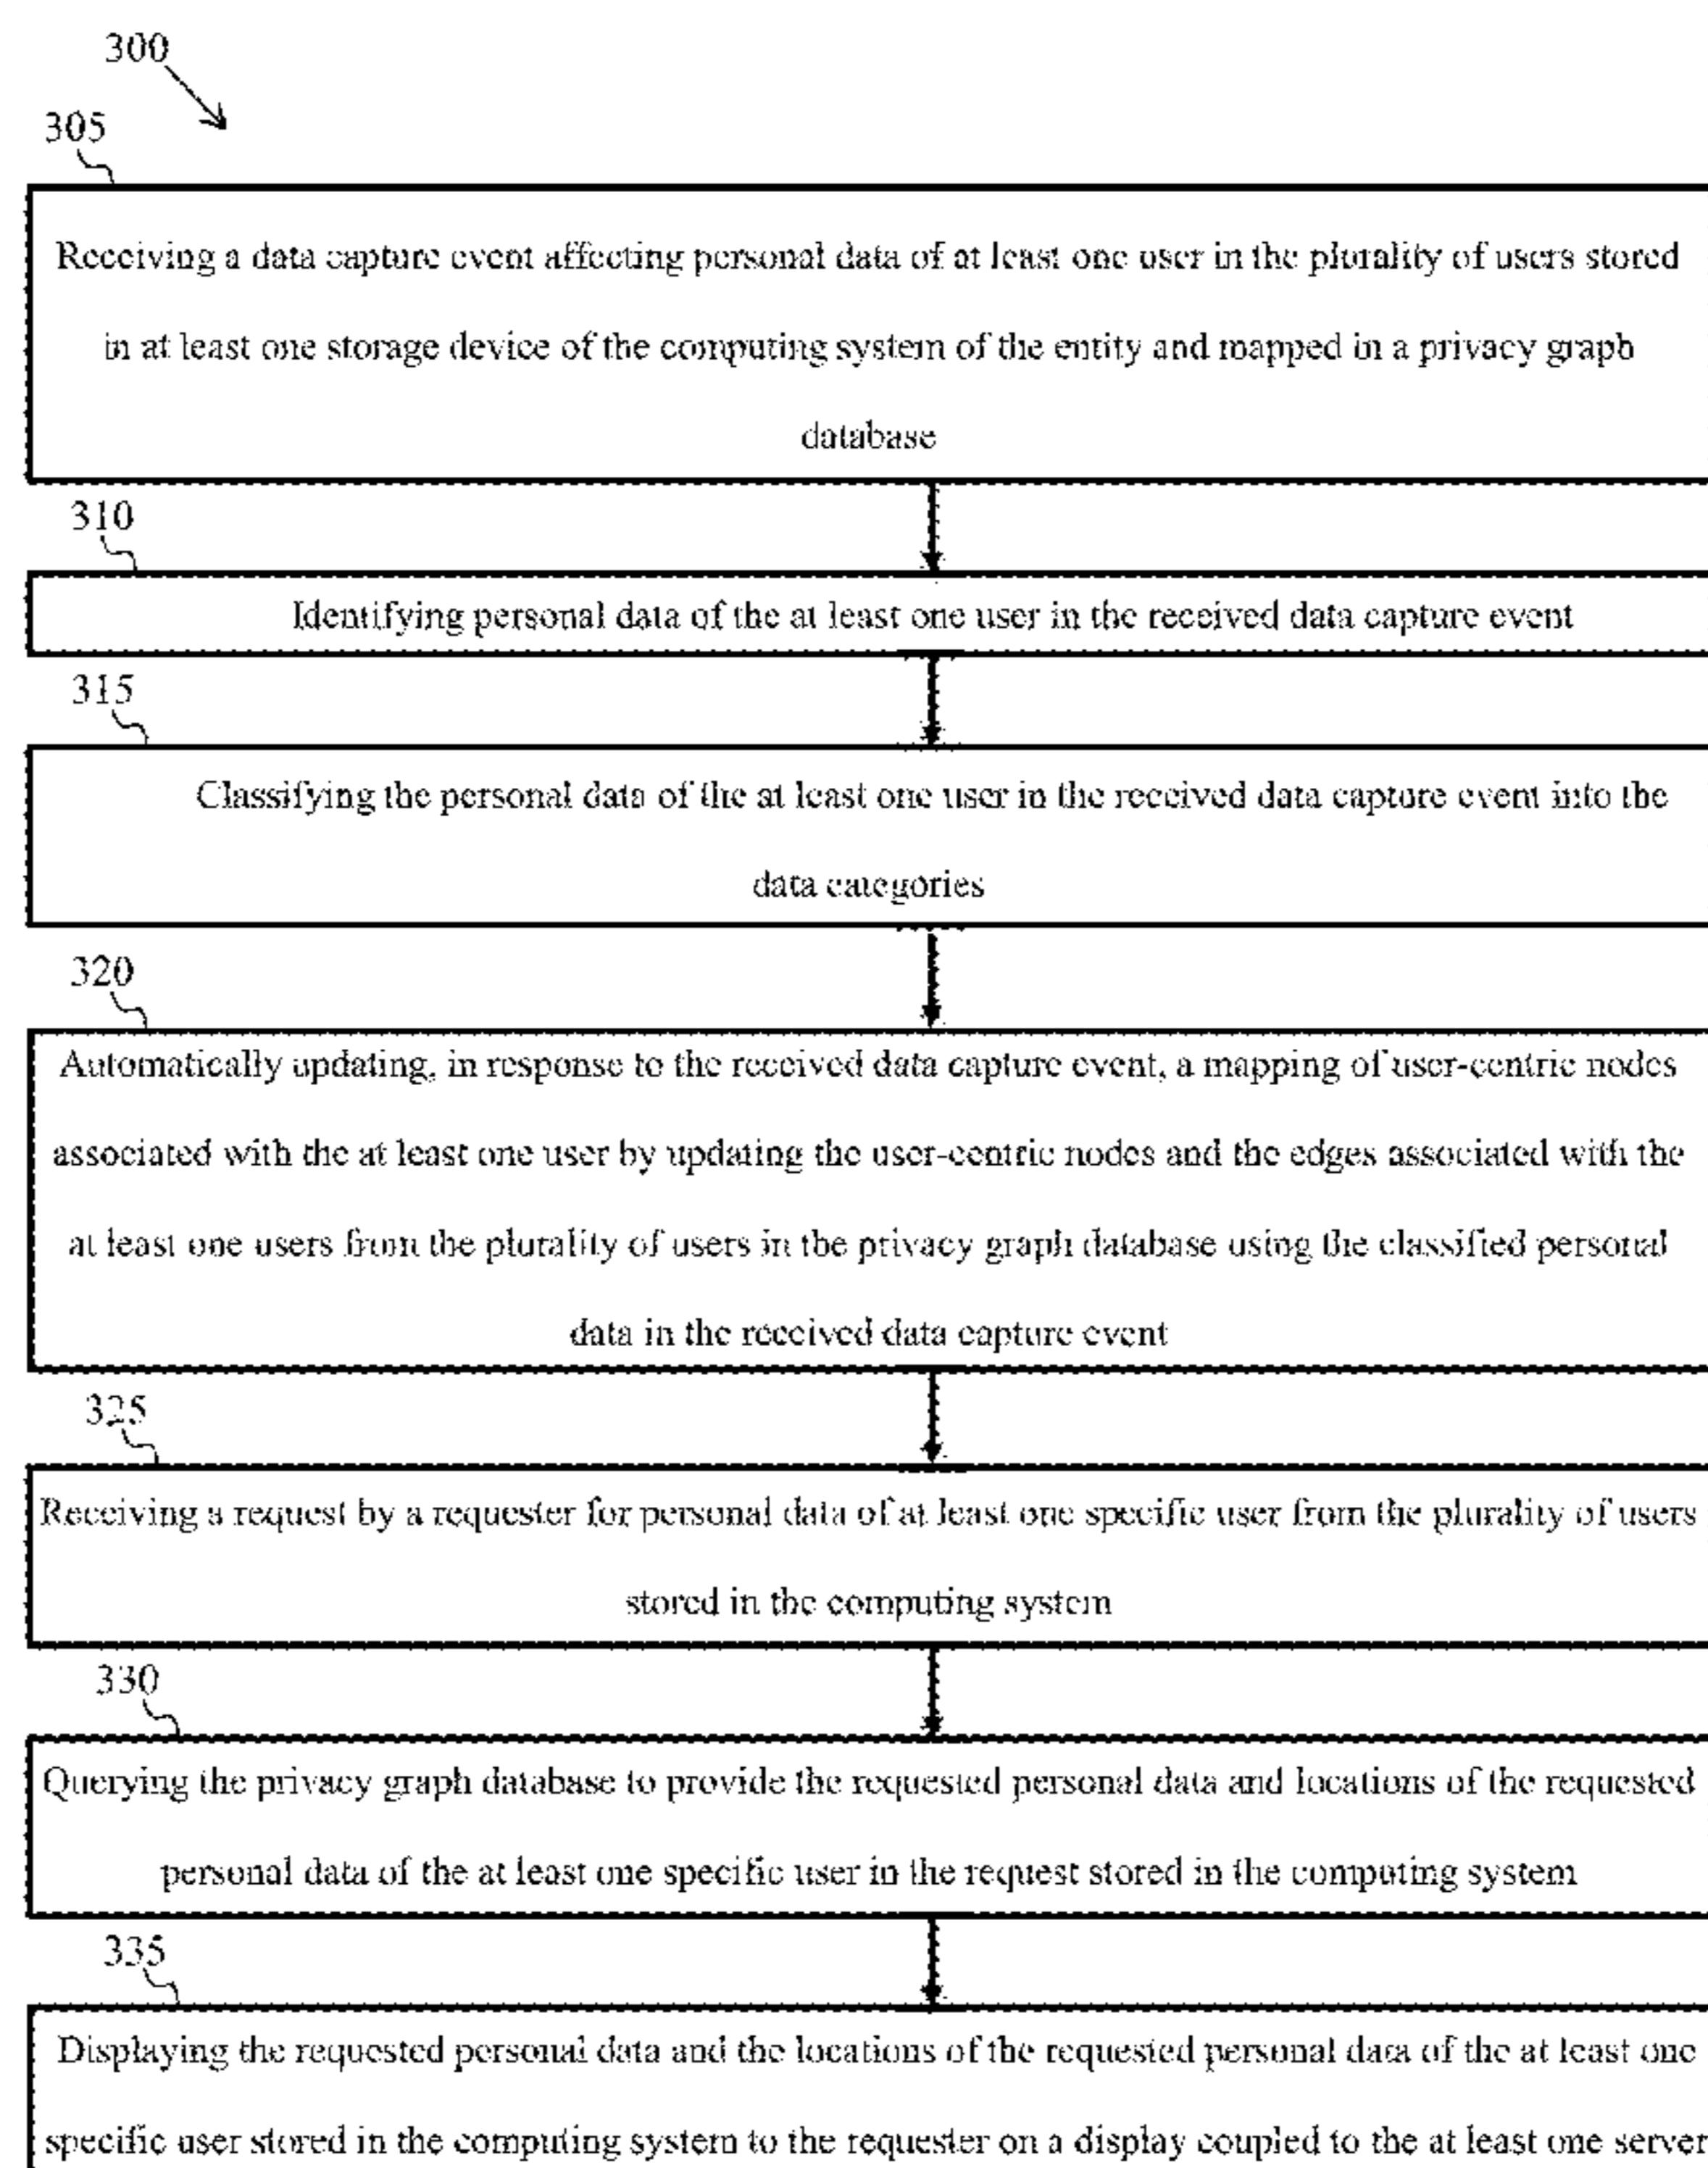 300
305
Receiving a data capture event affecting personal data of at least one user in the plurality of users stored
in at least one storage device of the computing system of the entity and mapped in a privacy graph
database
310
Identifying personal data of the at least one user in the received data capture event
315
Classifying the personal data of the at least one user in the received data capture event into the
data categories
320
Automatically updating, in response to the received data capture event, a mapping of user-centric nodes
associated with the at least one user by updating the user-centric nodes and the edges associated with the
at least one users from the plurality of users in the privacy graph database using the classified personal
data in the received data capture event
325
Receiving a request by a requester for personal data of at least one specific user from the plurality of users
stored in the computing system
330
Querying the privacy graph database to provide the requested personal data and locations of the requested
personal data of the at least one specific user in the request stored in the computing system
335
Displaying the requested personal data and the locations of the requested personal data of the at least one
specific user stored in the computing system to the requester on a display coupled to the at least one server